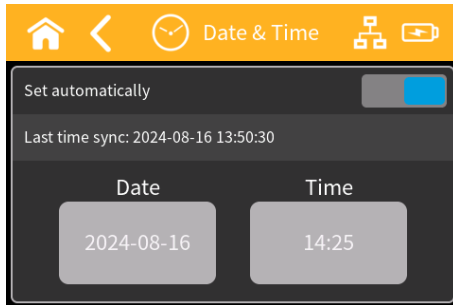 Date & Time
Set automatically
Last time sync: 2024-08-16 13:50:30
Date Time
2024-08-16 14:25